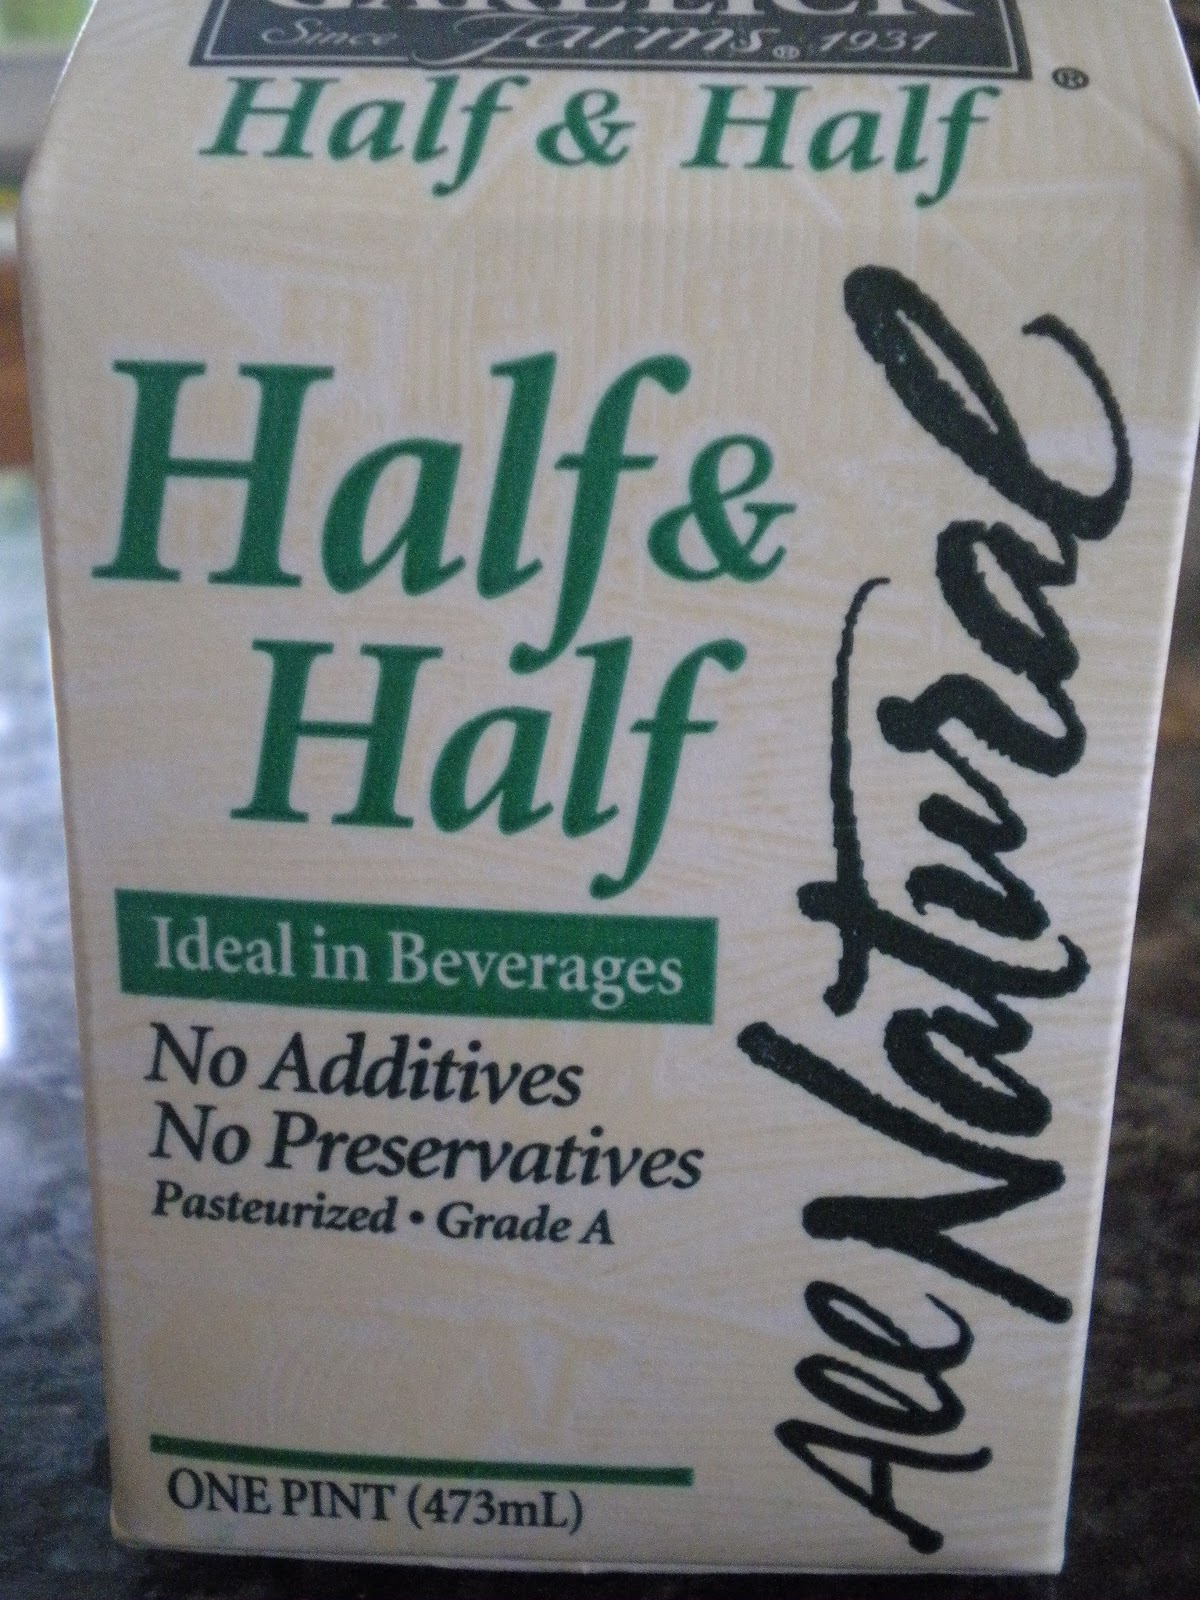 GARELICK
Since Farms® 1931
®
Half & Half
Half &
Half
Ideal in Beverages
No Additives
No Preservatives
Pasteurized • Grade A
ONE PINT (473mL)
All Natural